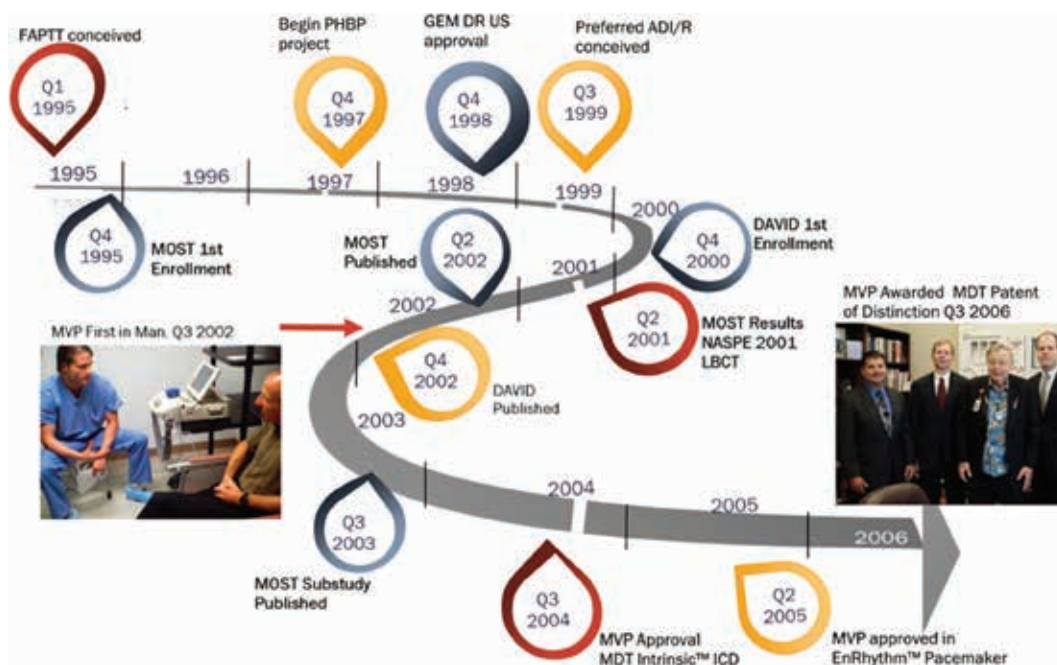 FAPTT conceived
Q1
1995
Begin PHBP
project
Q4
1997
GEM DR US
approval
Q4
1998
Preferred ADI/R
conceived
Q3
1999
1995
1996
1997
1998
1999
2000
Q4
1995
MOST 1st
Enrollment
MOST
Published
Q2
2002
DAVID 1st
Enrollment
Q4
2000
2001
2002
Q2
2001
MOST Results
NASPE 2001
LBCT
MVP Awarded MDT Patent
of Distinction Q3 2006
MVP First in Man. Q3 2002
Q4
2002
DAVID
Published
2003
Q3
2003
MOST Substudy
Published
2004
2005
2006
Q3
2004
MVP Approval
MDT Intrinsic™ ICD
Q2
2005
MVP approved in
EnRhythm™ Pacemaker